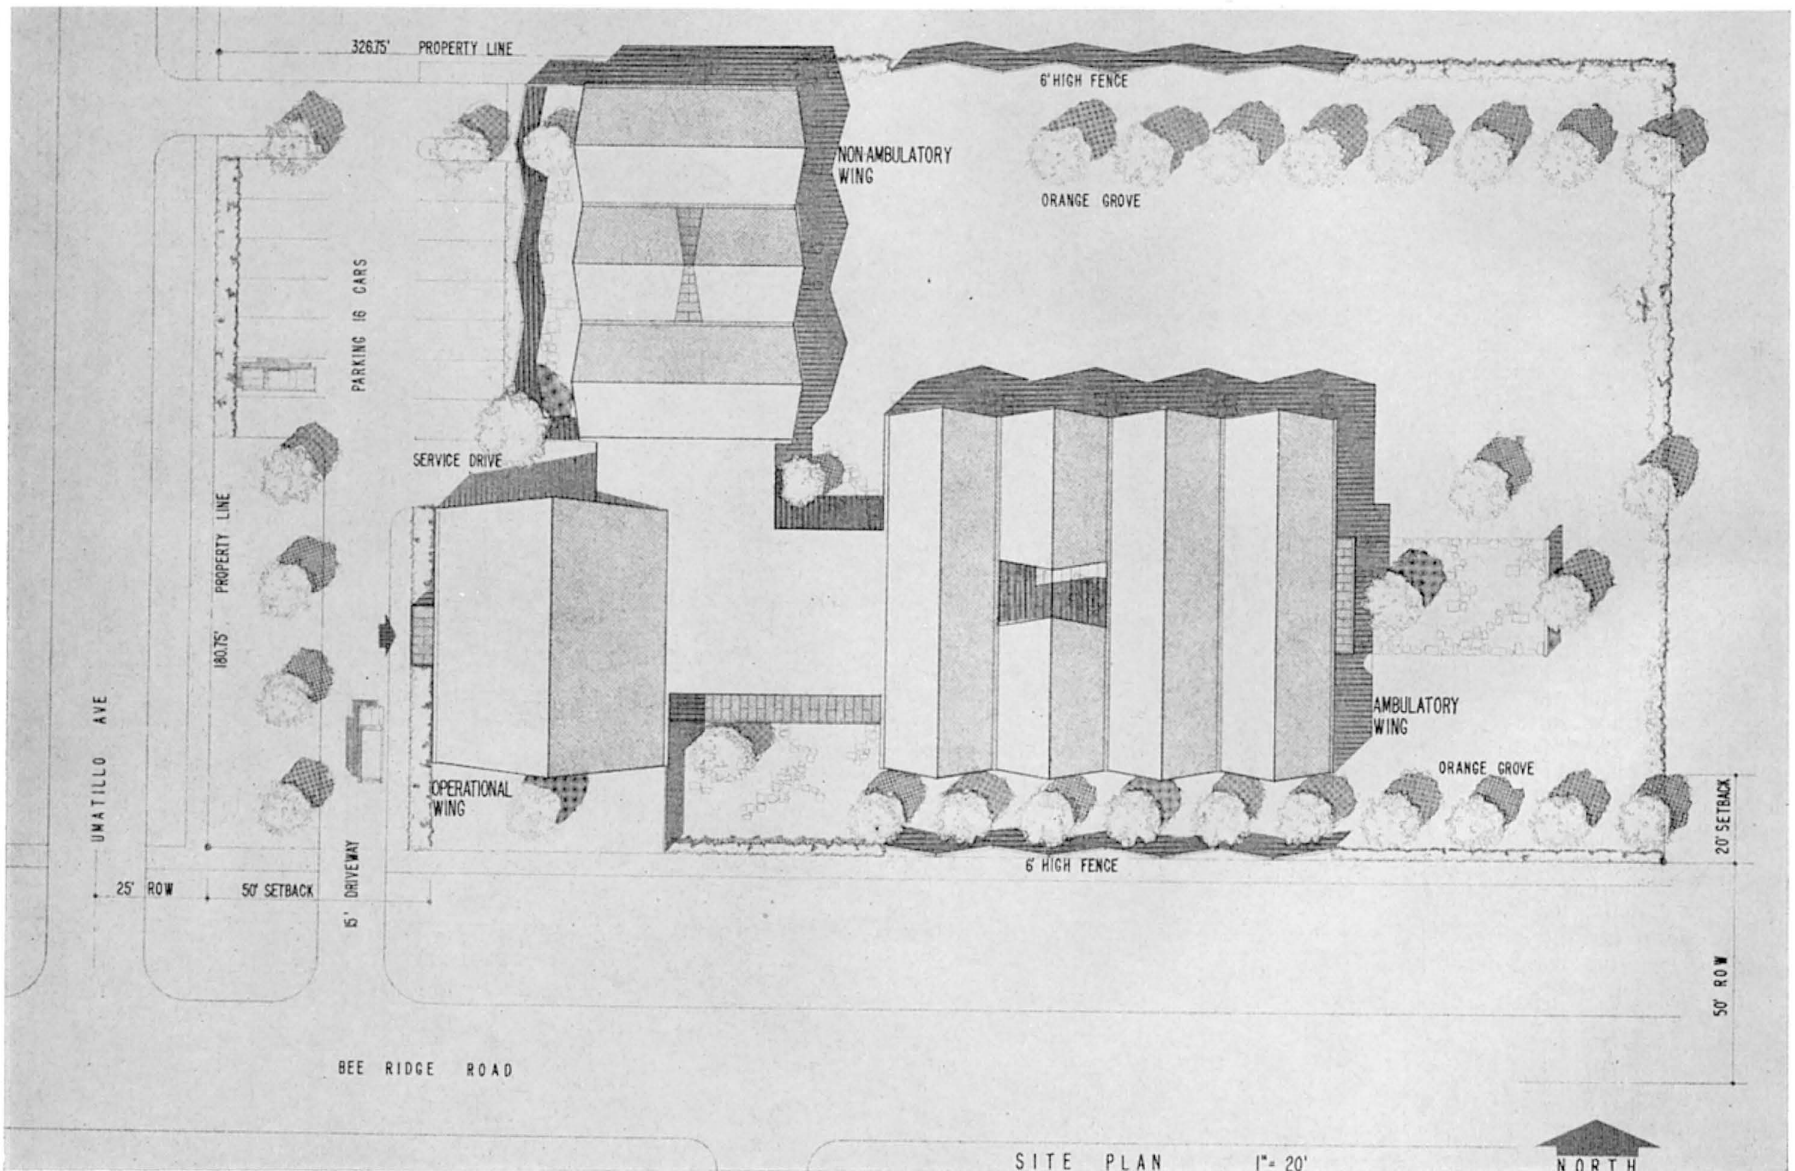 326.75' PROPERTY LINE
6' HIGH FENCE
NON-AMBULATORY
WING
ORANGE GROVE
PARKING 16 CARS
SERVICE DRIVE
180.75' PROPERTY LINE
UMATILLO AVE
OPERATIONAL
WING
AMBULATORY
WING
ORANGE GROVE
20' SETBACK
6' HIGH FENCE
25' ROW
50' SETBACK
15' DRIVEWAY
50' ROW
BEE RIDGE ROAD
SITE PLAN 1"= 20'
NORTH